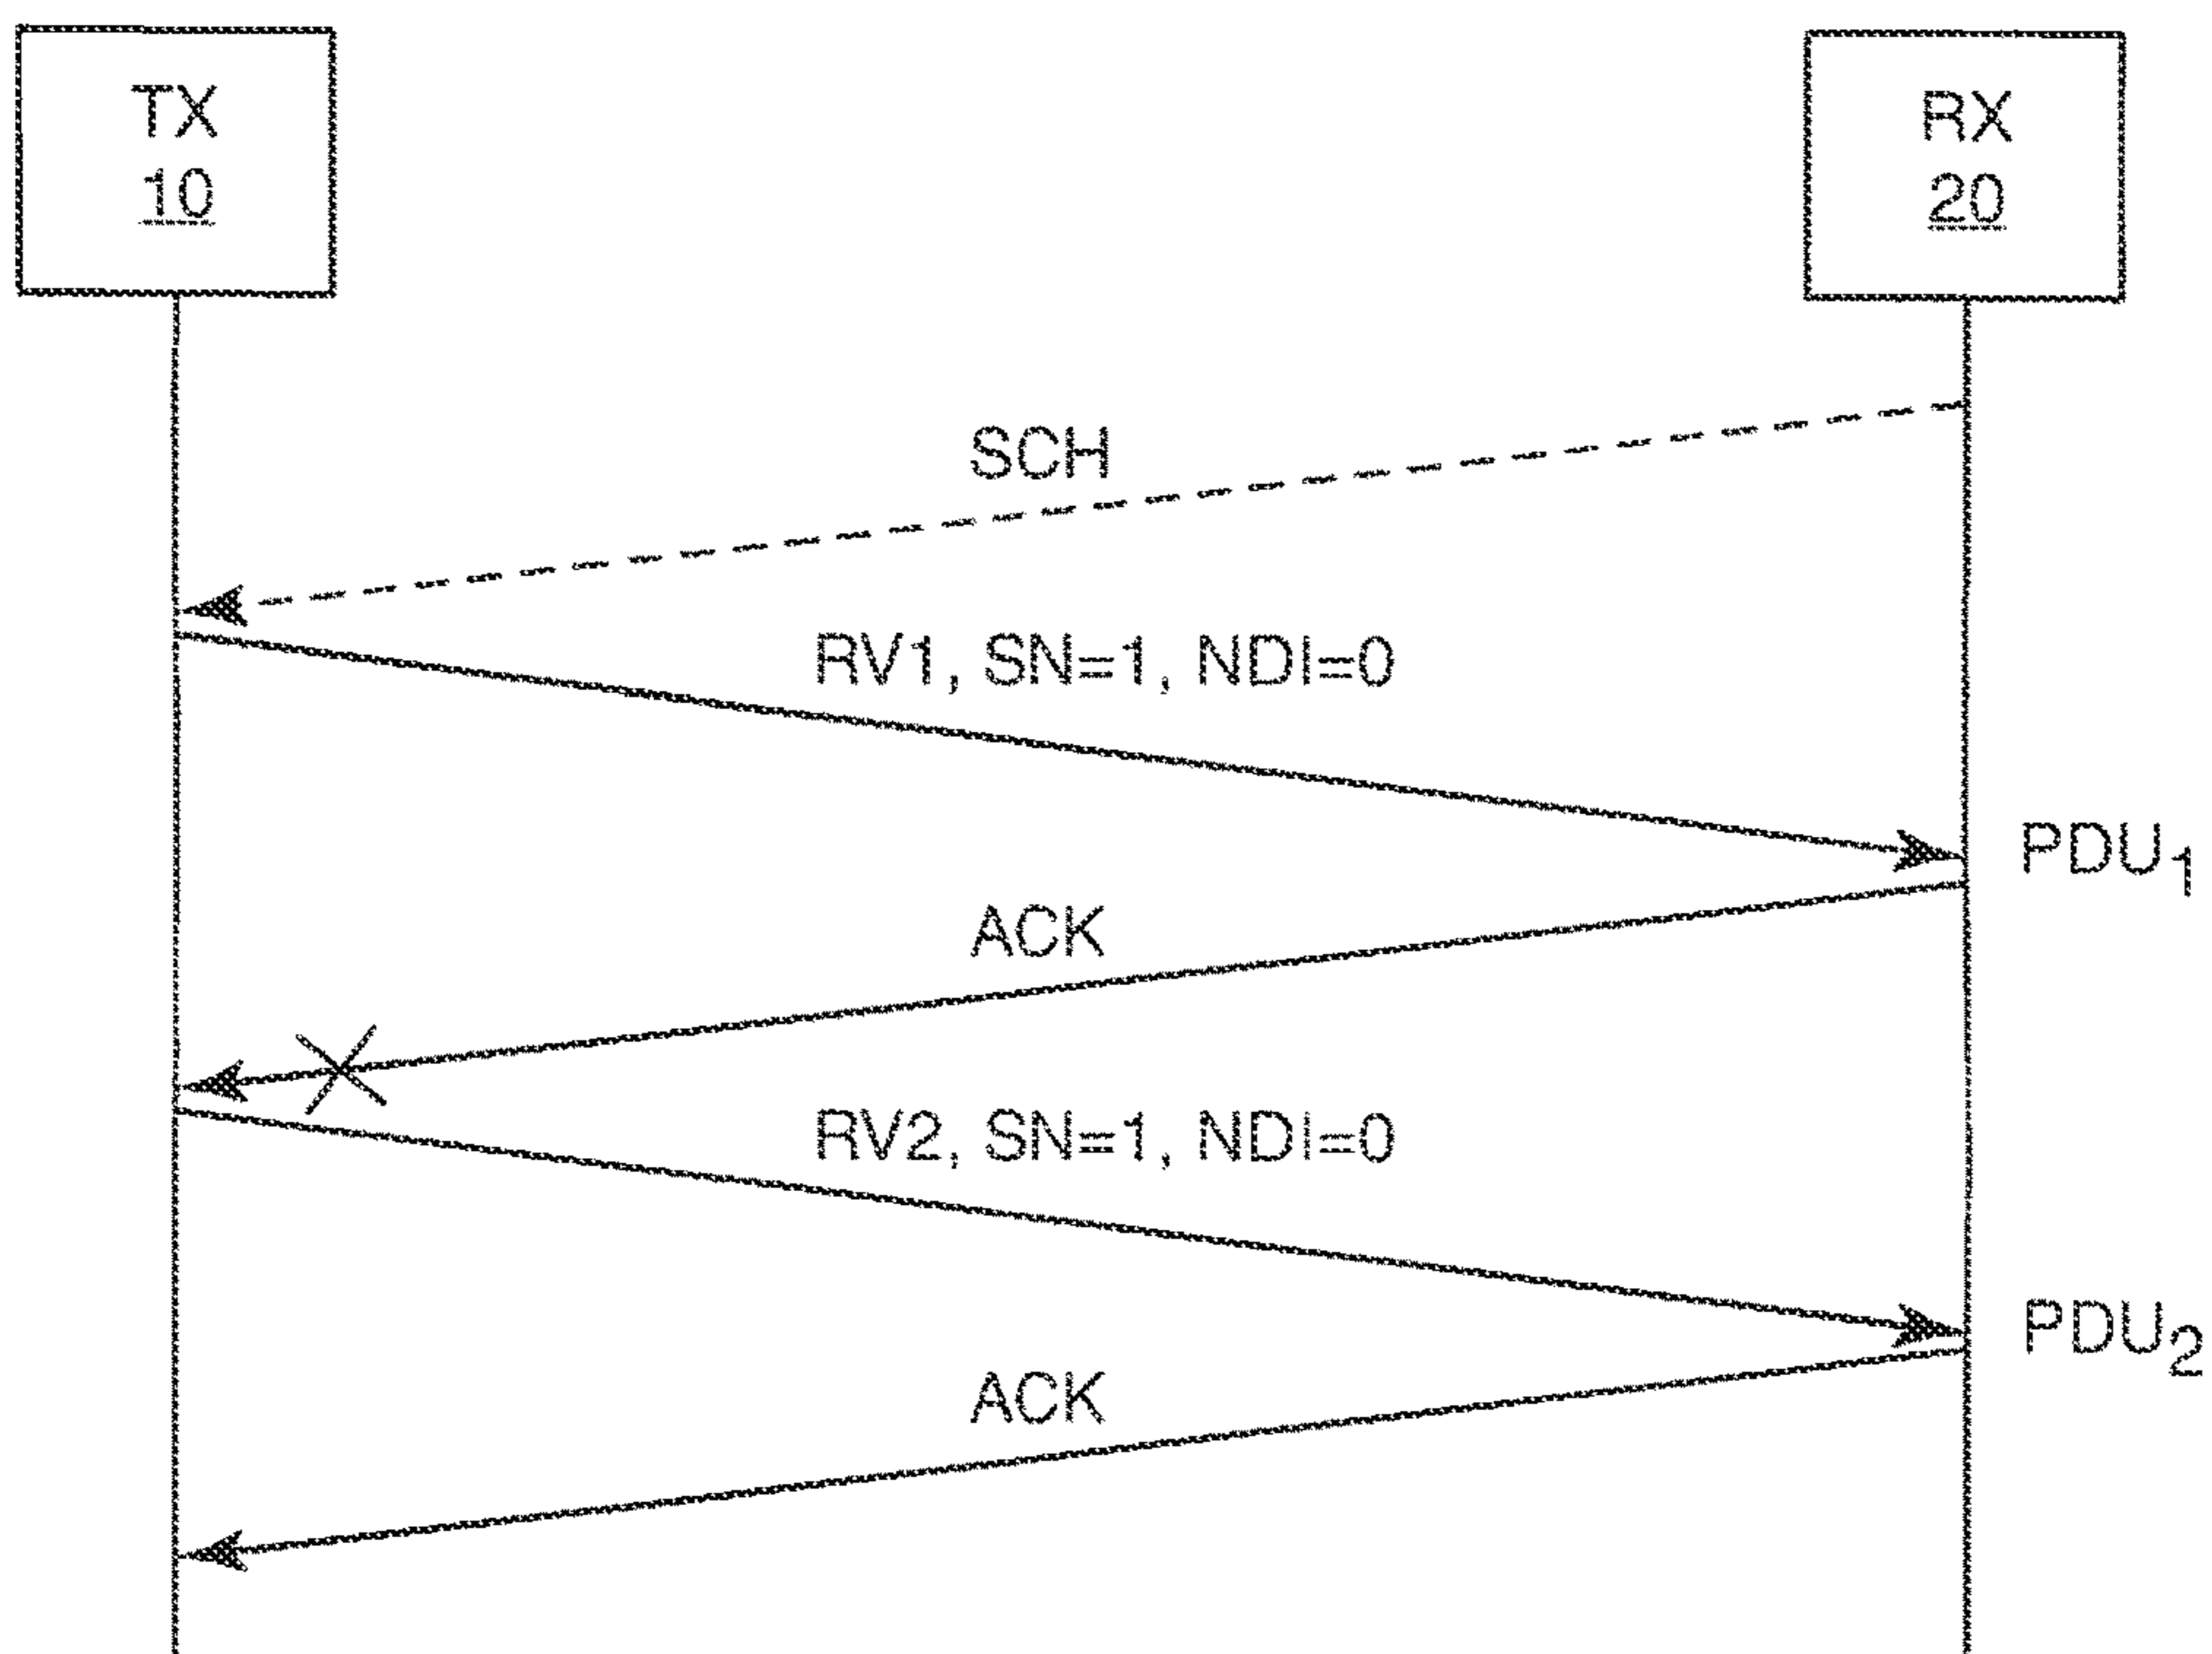 TX
10
RX
20
SCH
RV1, SN=1, NDI=0
PDU1
ACK
RV2, SN=1, NDI=0
PDU2
ACK